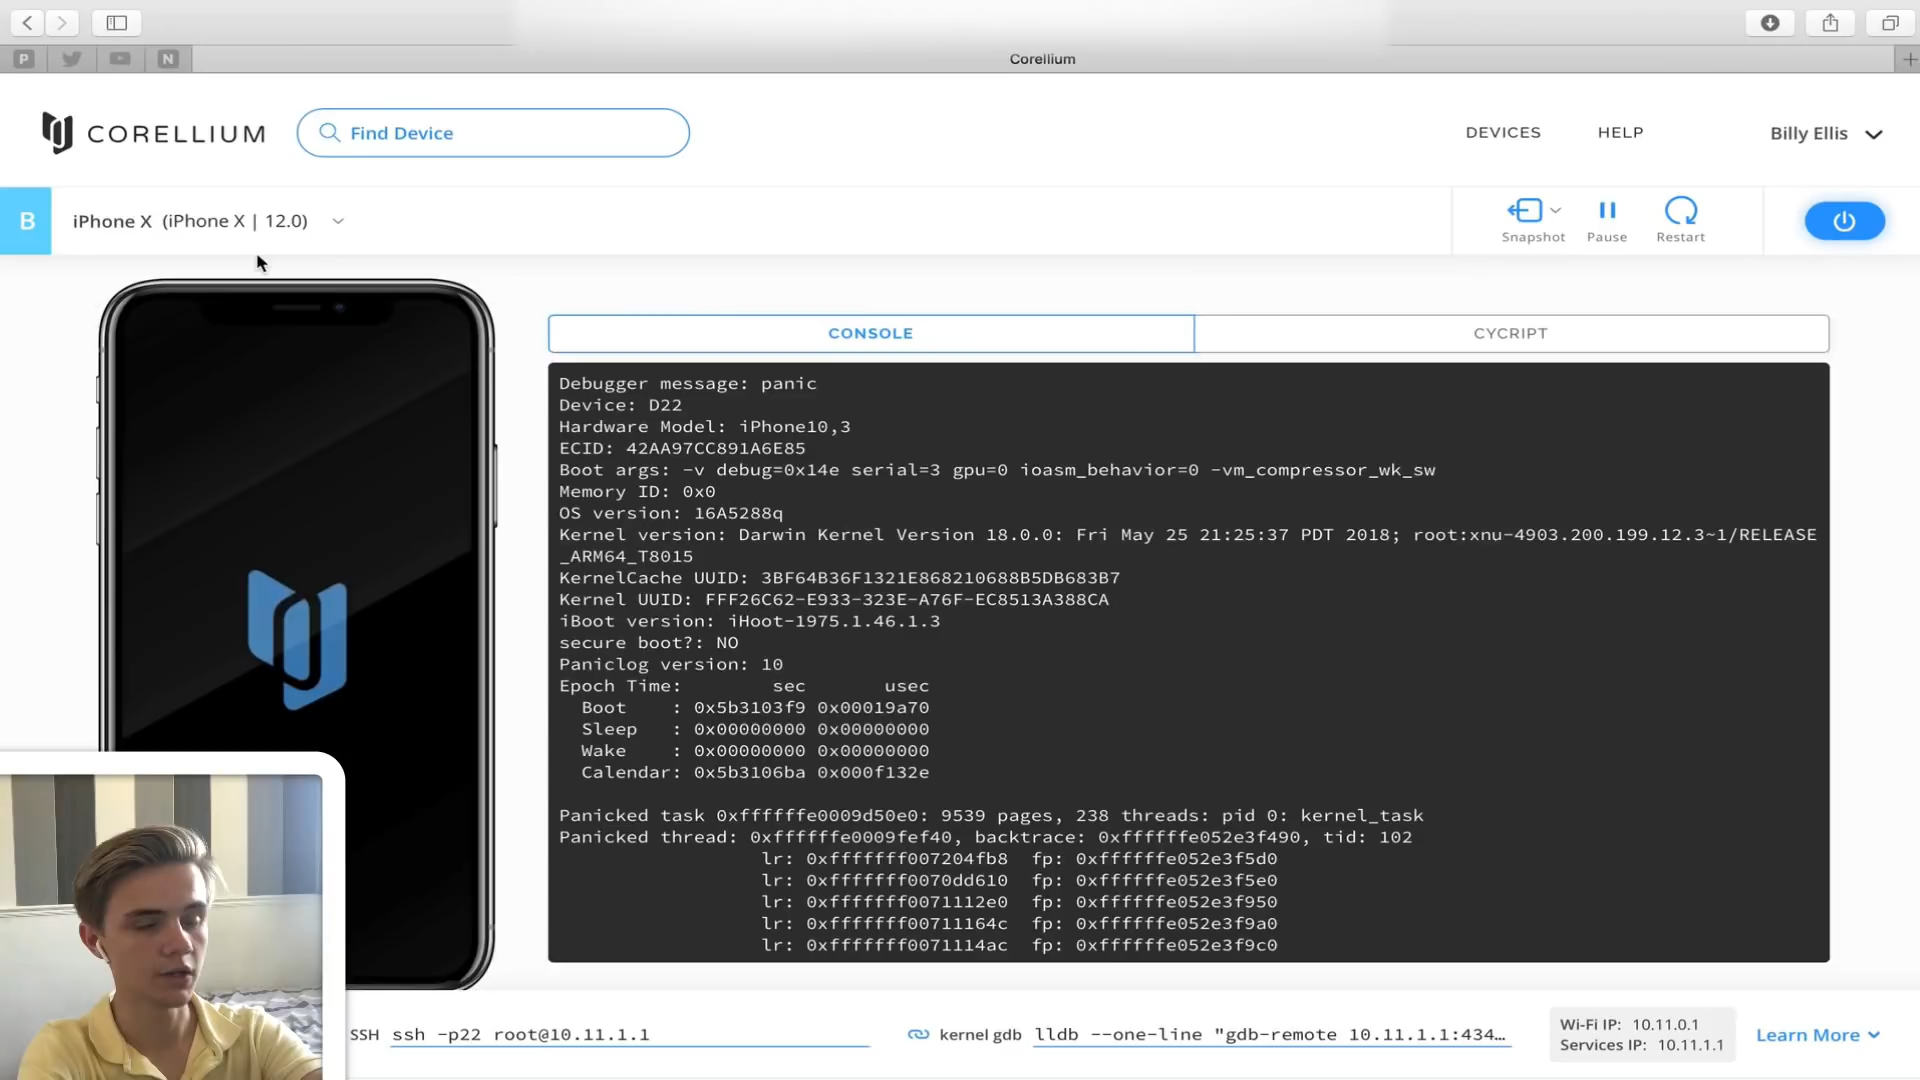 P
N
Corellium
CORELLIUM
Find Device
DEVICES
HELP
Billy Ellis
B
iPhone X (iPhone X | 12.0)
Snapshot
Pause
Restart
CONSOLE
CYCRIPT
Debugger message: panic
Device: D22
Hardware Model: iPhone10,3
ECID: 42AA97CC891A6E85
Boot args: -v debug=0x14e serial=3 gpu=0 ioasm_behavior=0 -vm_compressor_wk_sw
Memory ID: 0x0
OS version: 16A5288q
Kernel version: Darwin Kernel Version 18.0.0: Fri May 25 21:25:37 PDT 2018; root:xnu-4903.200.199.12.3~1/RELEASE
_ARM64_T8015
KernelCache UUID: 3BF64B36F1321E868210688B5DB683B7
Kernel UUID: FFF26C62-E933-323E-A76F-EC8513A388CA
iBoot version: iHoot-1975.1.46.1.3
secure boot?: NO
Paniclog version: 10
Epoch Time:        sec       usec
  Boot    : 0x5b3103f9 0x00019a70
  Sleep   : 0x00000000 0x00000000
  Wake    : 0x00000000 0x00000000
  Calendar: 0x5b3106ba 0x000f132e
Panicked task 0xffffffe0009d50e0: 9539 pages, 238 threads: pid 0: kernel_task
Panicked thread: 0xffffffe0009fef40, backtrace: 0xffffffe052e3f490, tid: 102
lr: 0xfffffff007204fb8  fp: 0xffffffe052e3f5d0
lr: 0xfffffff0070dd610  fp: 0xffffffe052e3f5e0
lr: 0xfffffff0071112e0  fp: 0xffffffe052e3f950
lr: 0xfffffff00711164c  fp: 0xffffffe052e3f9a0
lr: 0xfffffff0071114ac  fp: 0xffffffe052e3f9c0
SSH ssh -p22 root@10.11.1.1
kernel gdb lldb --one-line "gdb-remote 10.11.1.1:434…
Wi-Fi IP: 10.11.0.1
Services IP: 10.11.1.1
Learn More